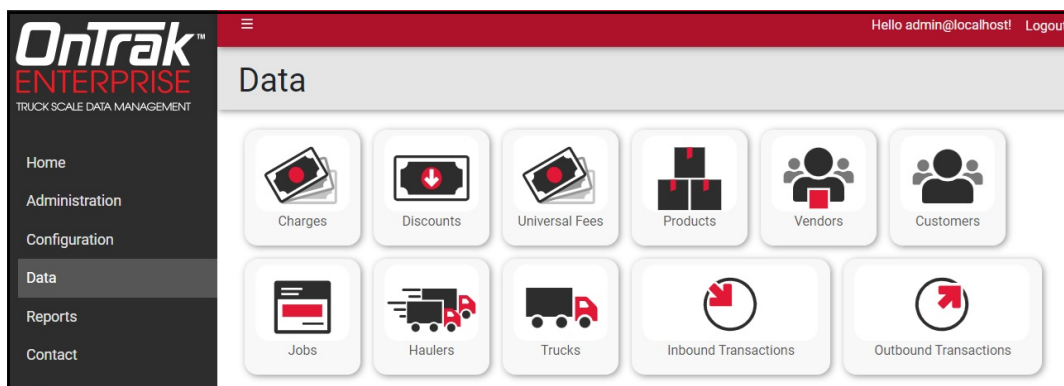 OnTrak™
ENTERPRISE
TRUCK SCALE DATA MANAGEMENT
Hello admin@localhost! Logout
Data
Home
Administration
Configuration
Data
Reports
Contact
Charges
Discounts
Universal Fees
Products
Vendors
Customers
Jobs
Haulers
Trucks
Inbound Transactions
Outbound Transactions